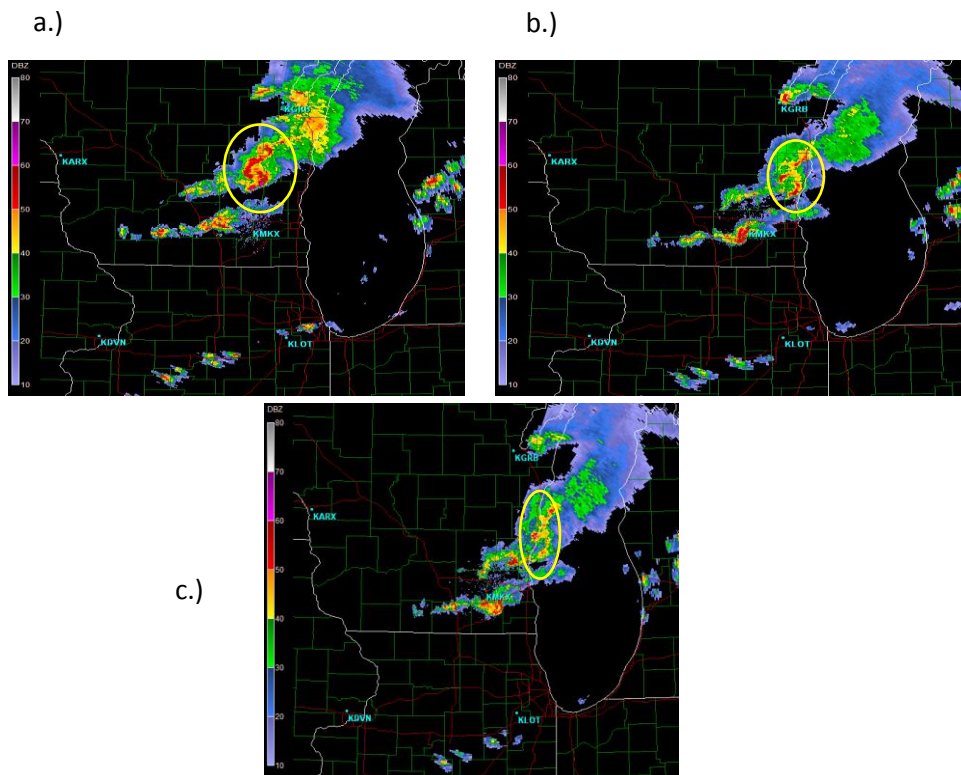 a.)
b.)
DBZ
80
70
60
50
40
30
20
10
KGRB
KARX
KMKX
KDVN
KLOT
DBZ
80
70
60
50
40
30
20
10
KGRB
KARX
KMKX
KDVN
KLOT
c.)
DBZ
80
70
60
50
40
30
20
10
KGRB
KARX
KMKX
KDVN
KLOT